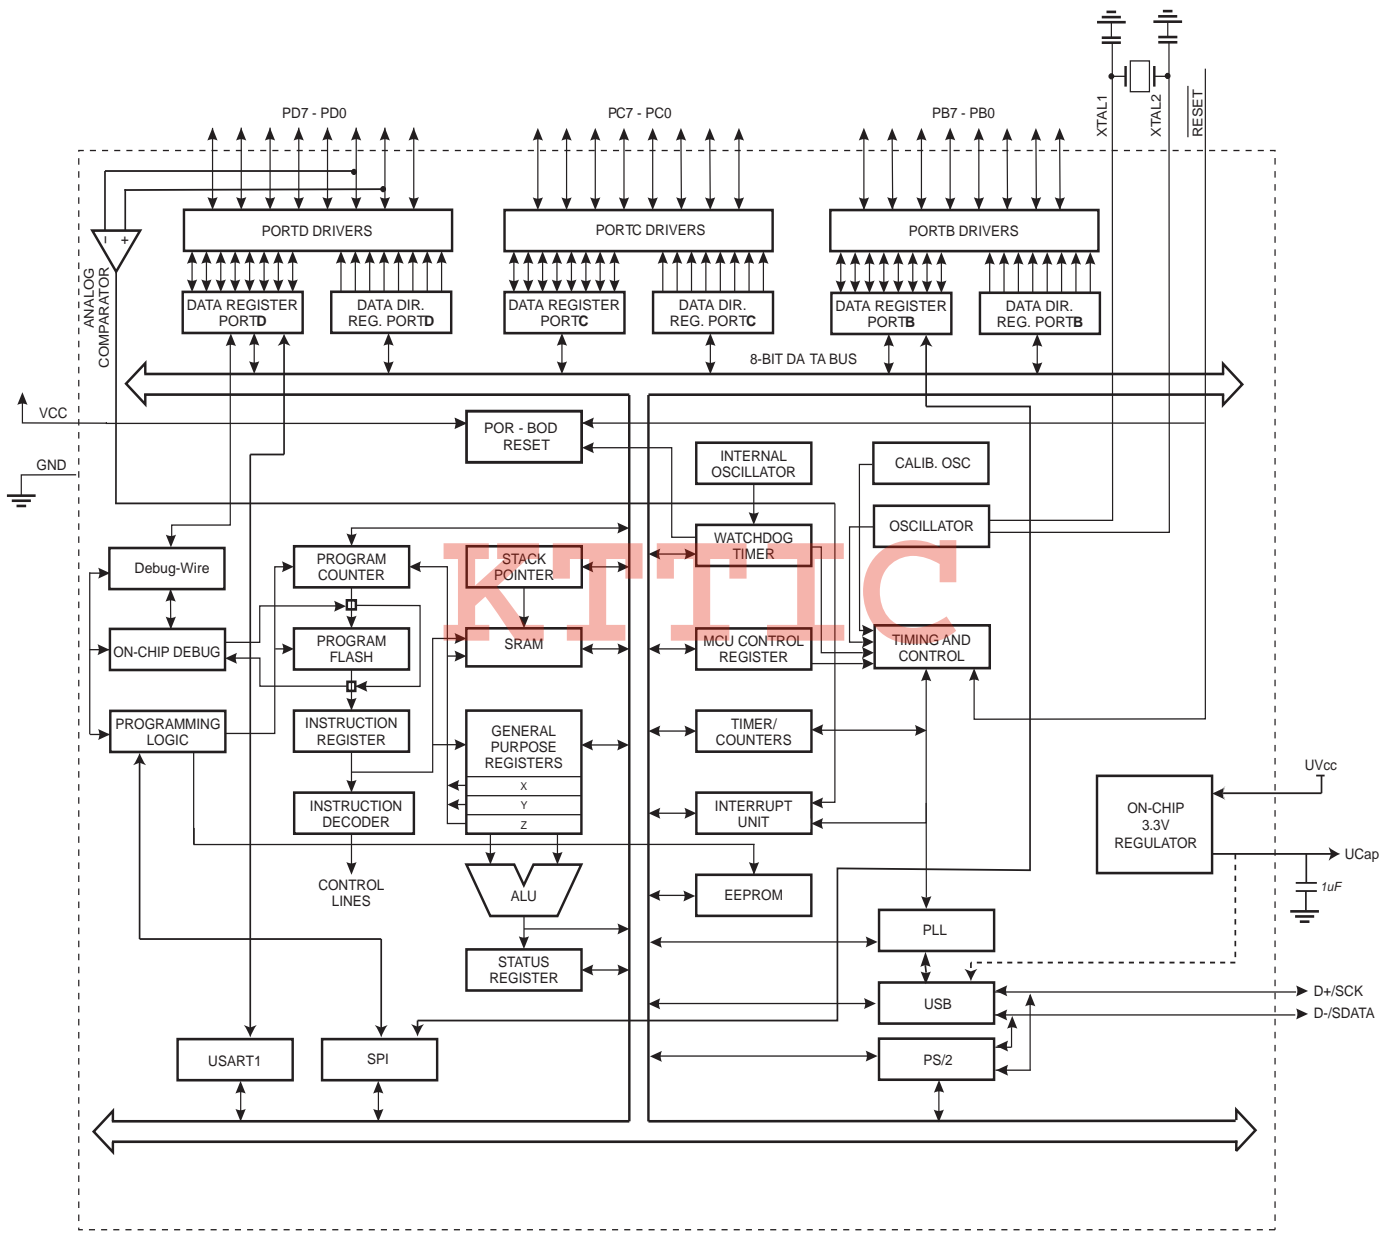 XTAL1
XTAL2
RESET
PD7 - PD0
PC7 - PC0
PB7 - PB0
- +
ANALOG
COMPARATOR
PORTD DRIVERS
PORTC DRIVERS
PORTB DRIVERS
DATA REGISTER
PORTD
DATA DIR.
REG. PORTD
DATA REGISTER
PORTC
DATA DIR.
REG. PORTC
DATA REGISTER
PORTB
DATA DIR.
REG. PORTB
8-BIT DA TA BUS
VCC
GND
POR - BOD
RESET
INTERNAL
OSCILLATOR
CALIB. OSC
WATCHDOG
TIMER
OSCILLATOR
Debug-Wire
PROGRAM
COUNTER
STACK
POINTER
KTTIC
ON-CHIP DEBUG
PROGRAM
FLASH
SRAM
MCU CONTROL
REGISTER
TIMING AND
CONTROL
PROGRAMMING
LOGIC
INSTRUCTION
REGISTER
GENERAL
PURPOSE
REGISTERS
X
Y
Z
TIMER/
COUNTERS
INSTRUCTION
DECODER
INTERRUPT
UNIT
UVcc
ON-CHIP
3.3V
REGULATOR
UCap
1uF
CONTROL
LINES
ALU
EEPROM
STATUS
REGISTER
PLL
USB
D+/SCK
D-/SDATA
USART1
SPI
PS/2